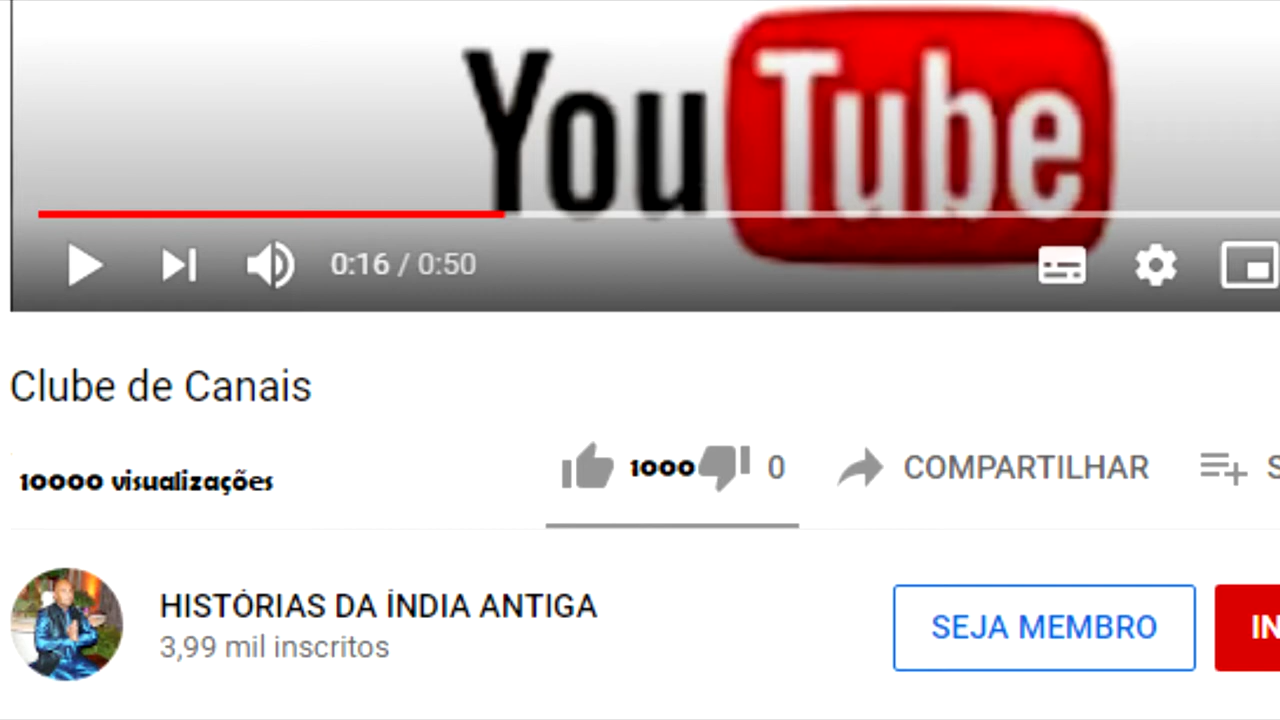 YouTube
0:16 / 0:50
Clube de Canais
10000 visualizações
1000 0 COMPARTILHAR S
HISTÓRIAS DA ÍNDIA ANTIGA
3,99 mil inscritos
SEJA MEMBRO IN